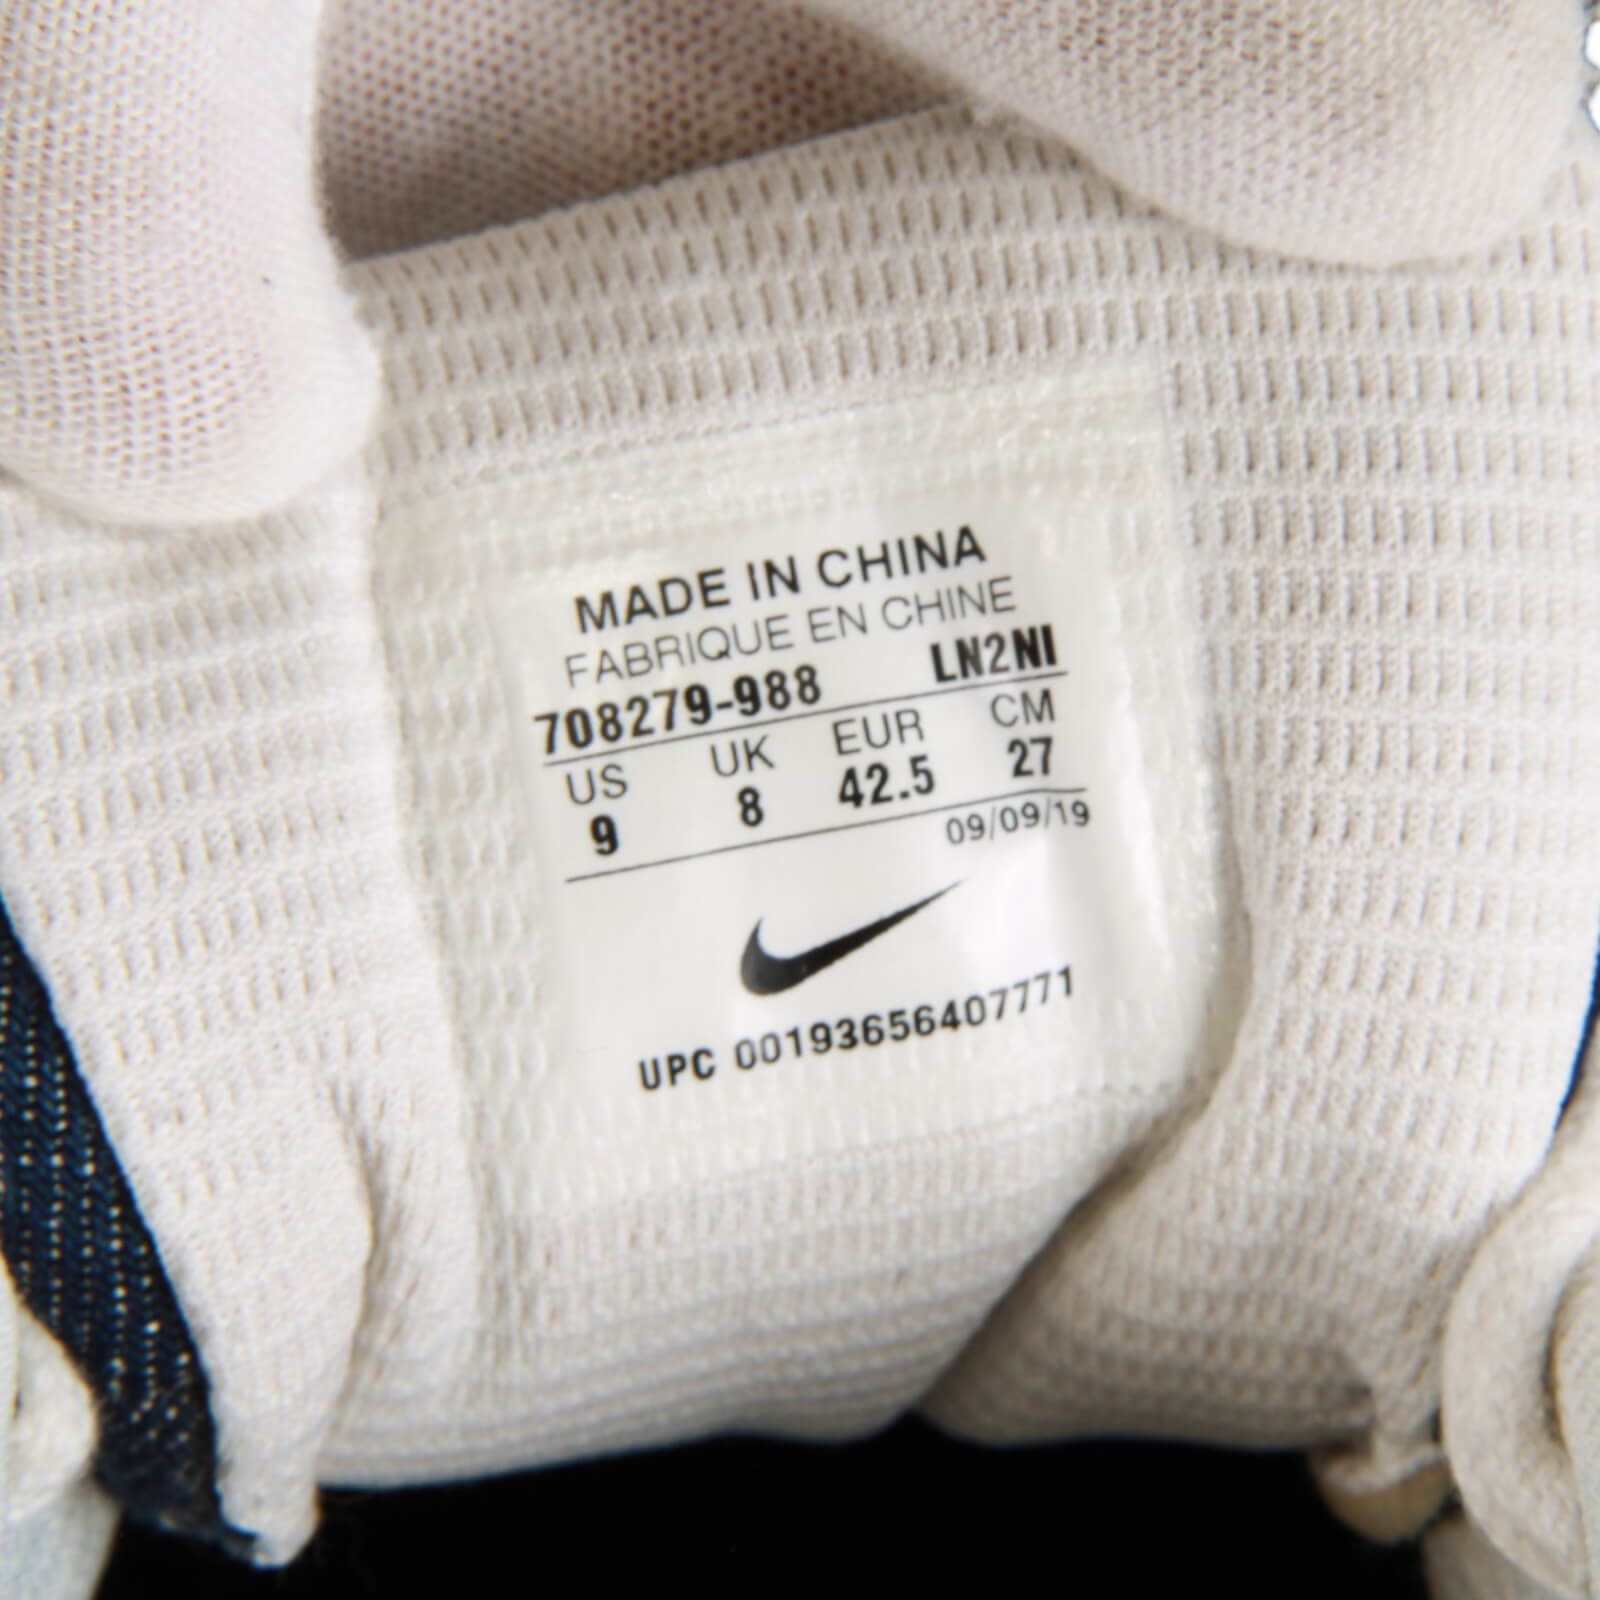 MADE IN CHINA
FABRIQUE EN CHINE
708279-988 LN2NI
US UK EUR CM
9 8 42.5 27
09/09/19
UPC 00193656407771